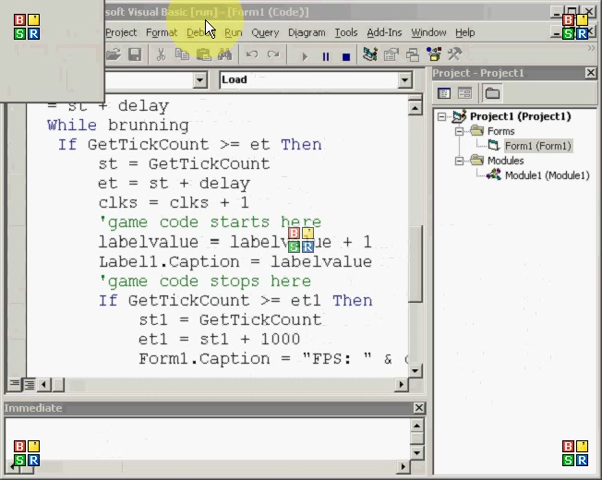 soft Visual Basic [run] - [Form1 (Code)]
Project Format Debug Run Query Diagram Tools Add-Ins Window Help
Load
= st + delay
While brunning
If GetTickCount >= et Then
st = GetTickCount
et = st + delay
clks = clks + 1
'game code starts here
labelvalue = labelvalue + 1
Label1.Caption = labelvalue
'game code stops here
If GetTickCount >= et1 Then
st1 = GetTickCount
et1 = st1 + 1000
Form1.Caption = "FPS: " & c
Immediate
Project - Project1
Project1 (Project1)
Forms
Form1 (Form1)
Modules
Module1 (Module1)
B
S R
B
S R
B
S R
B
S R
B
S R